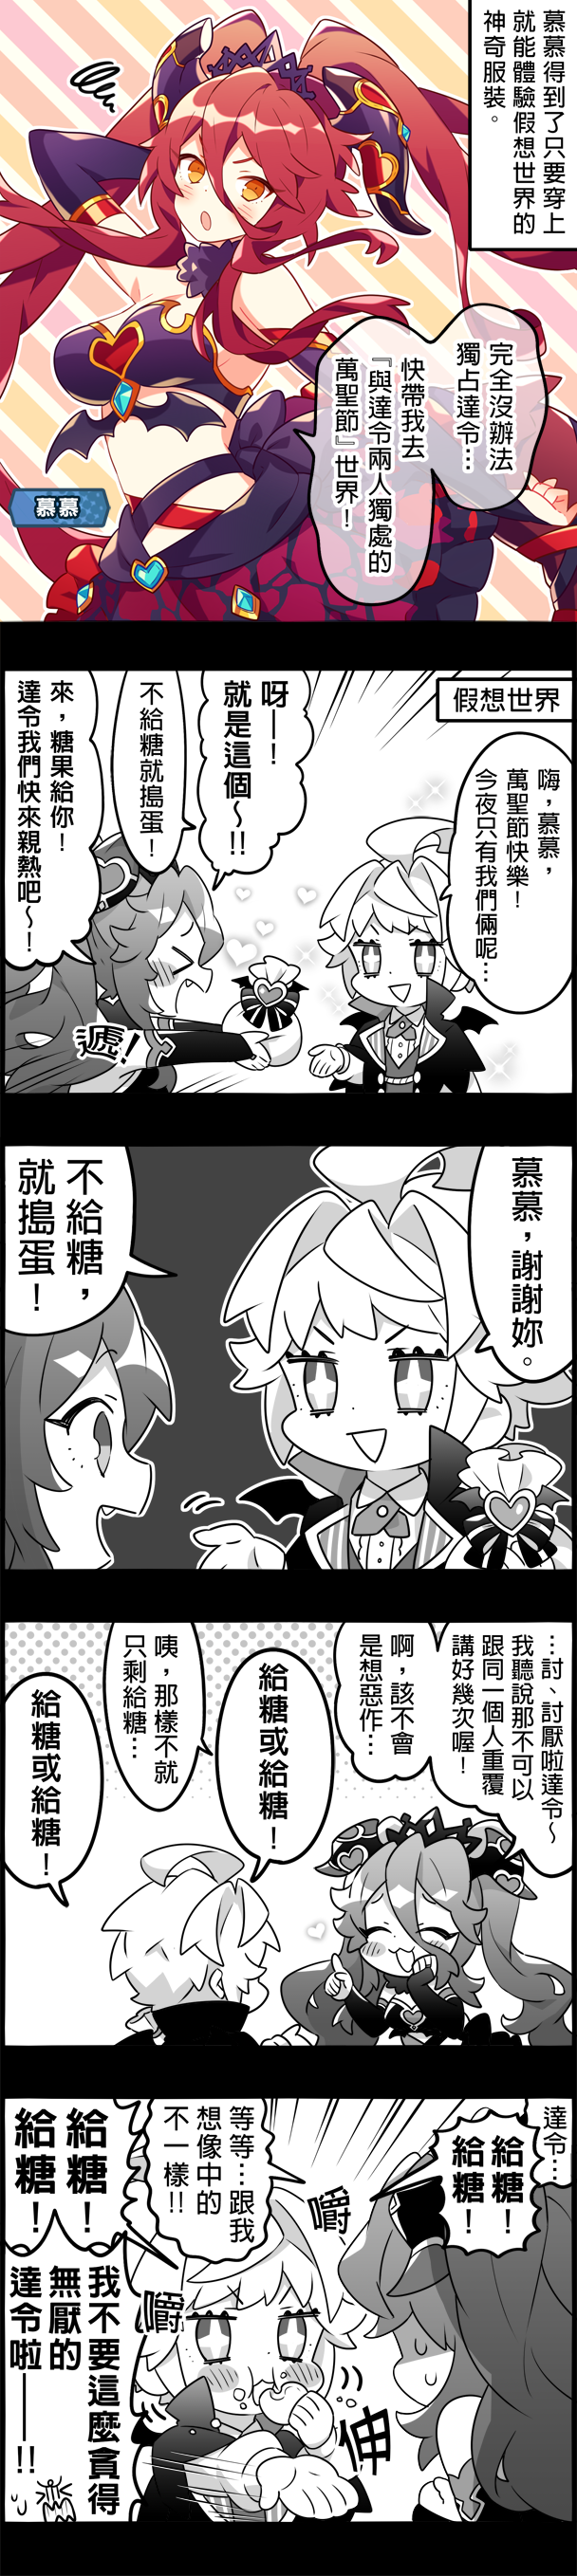 慕慕得到了只要穿上
就能體驗假想世界的
神奇服裝。
完全沒辦法
獨占達令…
快帶我去
『與達令兩人獨處的
萬聖節』世界！
慕慕
假想世界
嗨，慕慕，
萬聖節快樂！
今夜只有我們倆呢…
呀—！
就是這個～!!
不給糖就搗蛋！
來，糖果給你！
達令我們快來親熱吧～！
遞！
慕慕，謝謝妳。
不給糖，
就搗蛋！
…討、討厭啦達令～
我聽說那不可以
跟同一個人重覆
講好幾次喔！
啊，該不會
是想惡作…
給糖或給糖！
咦，那樣不就
只剩給糖…
給糖或給糖！
達令…
給糖！
給糖！
等等…跟我
想像中的
不一樣!!
嚼
嚼
伸
給糖！
給糖！
我不要這麼貪得
無厭的
達令啦——!!